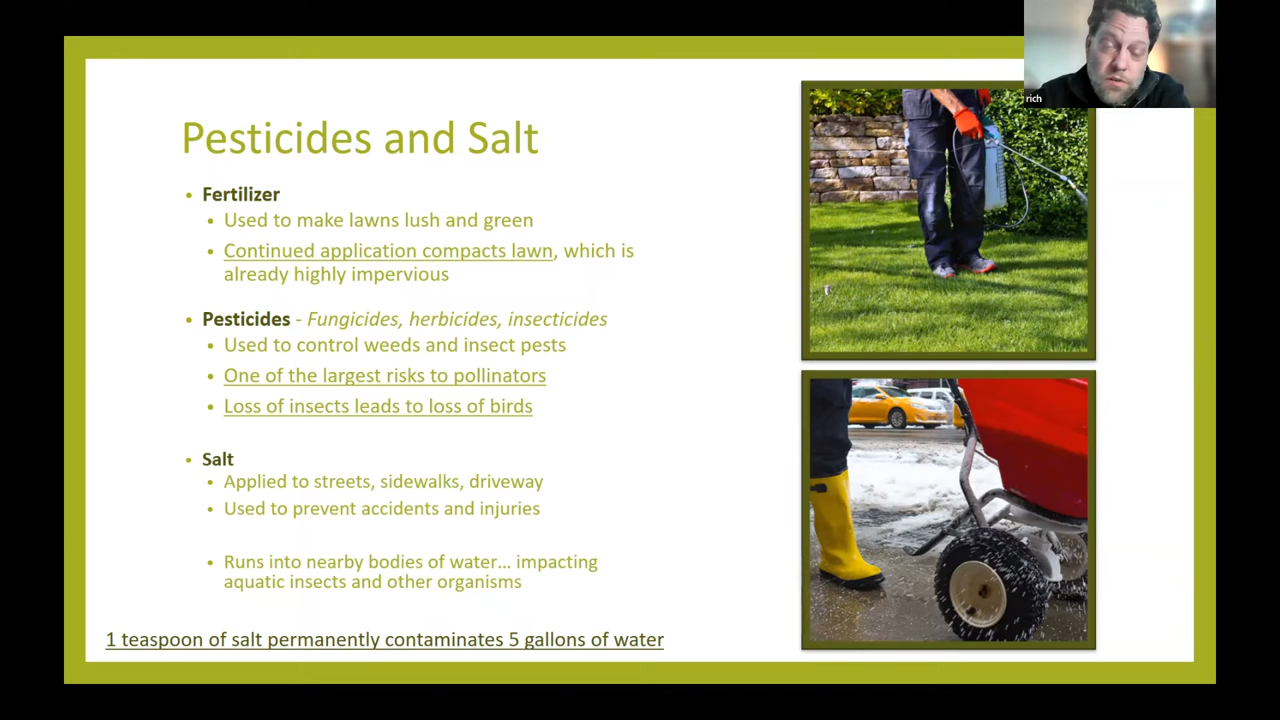 rich
Pesticides and Salt
• Fertilizer
• Used to make lawns lush and green
• Continued application compacts lawn, which is
already highly impervious
• Pesticides - Fungicides, herbicides, insecticides
• Used to control weeds and insect pests
• One of the largest risks to pollinators
• Loss of insects leads to loss of birds
• Salt
• Applied to streets, sidewalks, driveway
• Used to prevent accidents and injuries
• Runs into nearby bodies of water... impacting
aquatic insects and other organisms
1 teaspoon of salt permanently contaminates 5 gallons of water